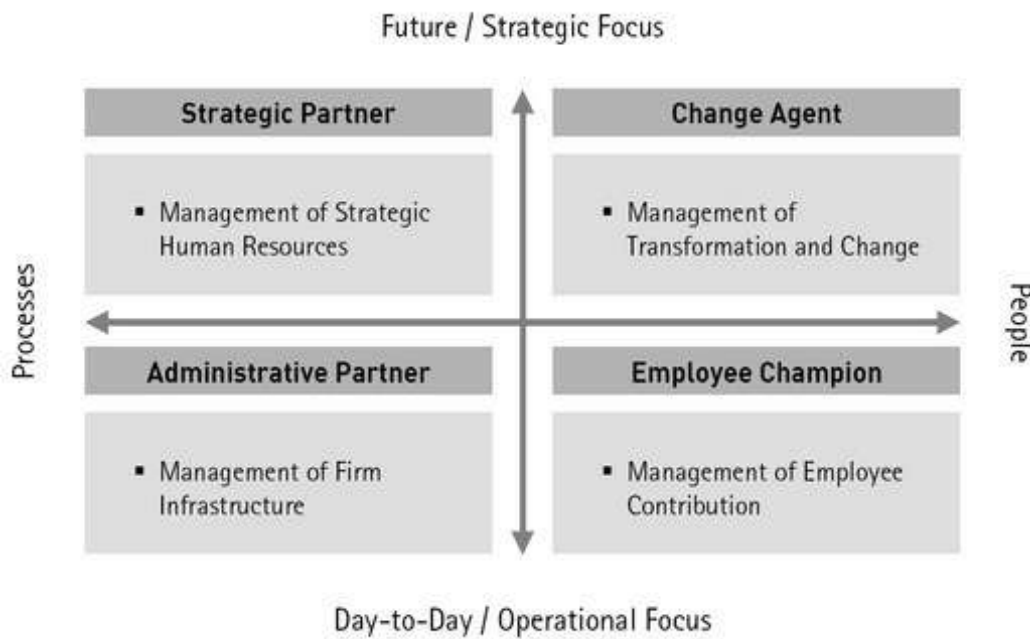 Future / Strategic Focus
Strategic Partner
Change Agent
▪ Management of Strategic
Human Resources
▪ Management of
Transformation and Change
Processes
People
Administrative Partner
Employee Champion
▪ Management of Firm
Infrastructure
▪ Management of Employee
Contribution
Day-to-Day / Operational Focus